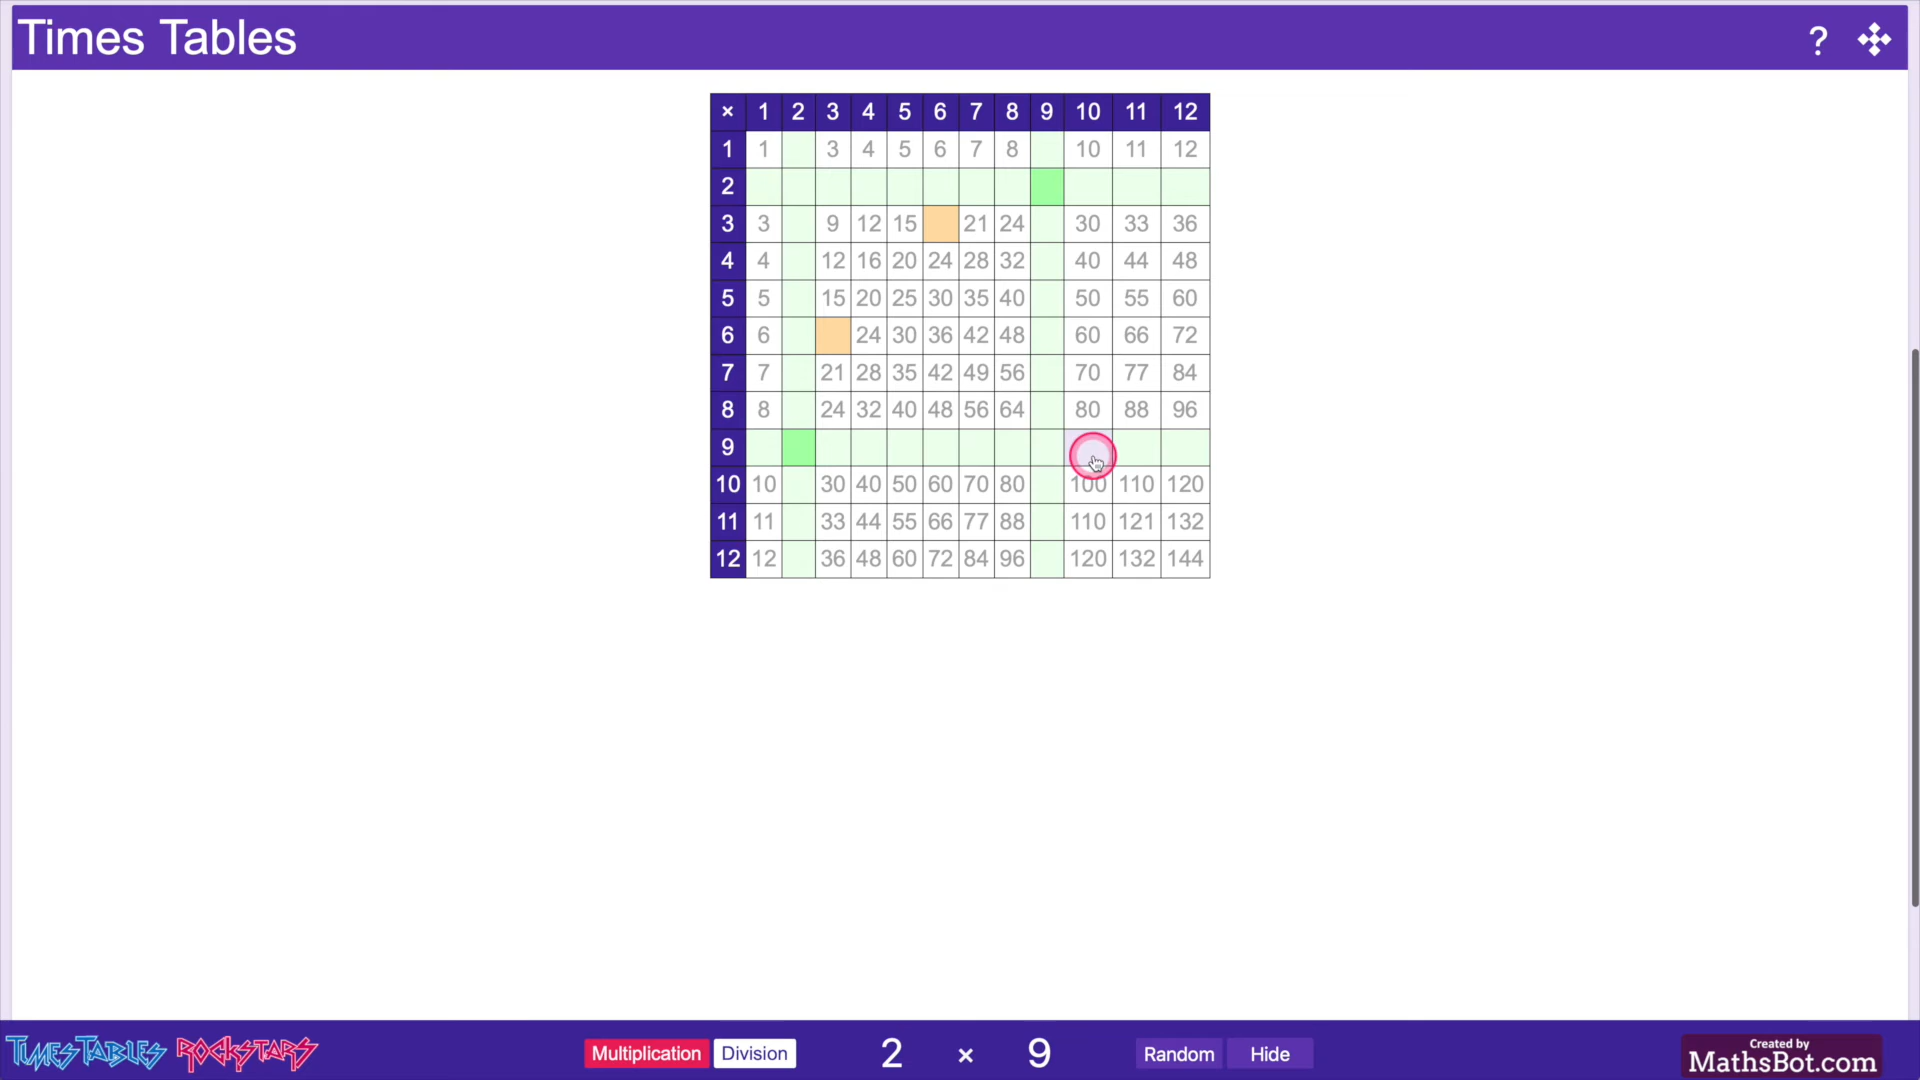 Times Tables ?
× 1 2 3 4 5 6 7 8 9 10 11 12
1 1 3 4 5 6 7 8 10 11 12
2
3 3 9 12 15 21 24 30 33 36
4 4 12 16 20 24 28 32 40 44 48
5 5 15 20 25 30 35 40 50 55 60
6 6 24 30 36 42 48 60 66 72
7 7 21 28 35 42 49 56 70 77 84
8 8 24 32 40 48 56 64 80 88 96
9
10 10 30 40 50 60 70 80 100 110 120
11 11 33 44 55 66 77 88 110 121 132
12 12 36 48 60 72 84 96 120 132 144
TIMES TABLES ROCKSTARS Multiplication Division 2 × 9 Random Hide
Created by
MathsBot.com